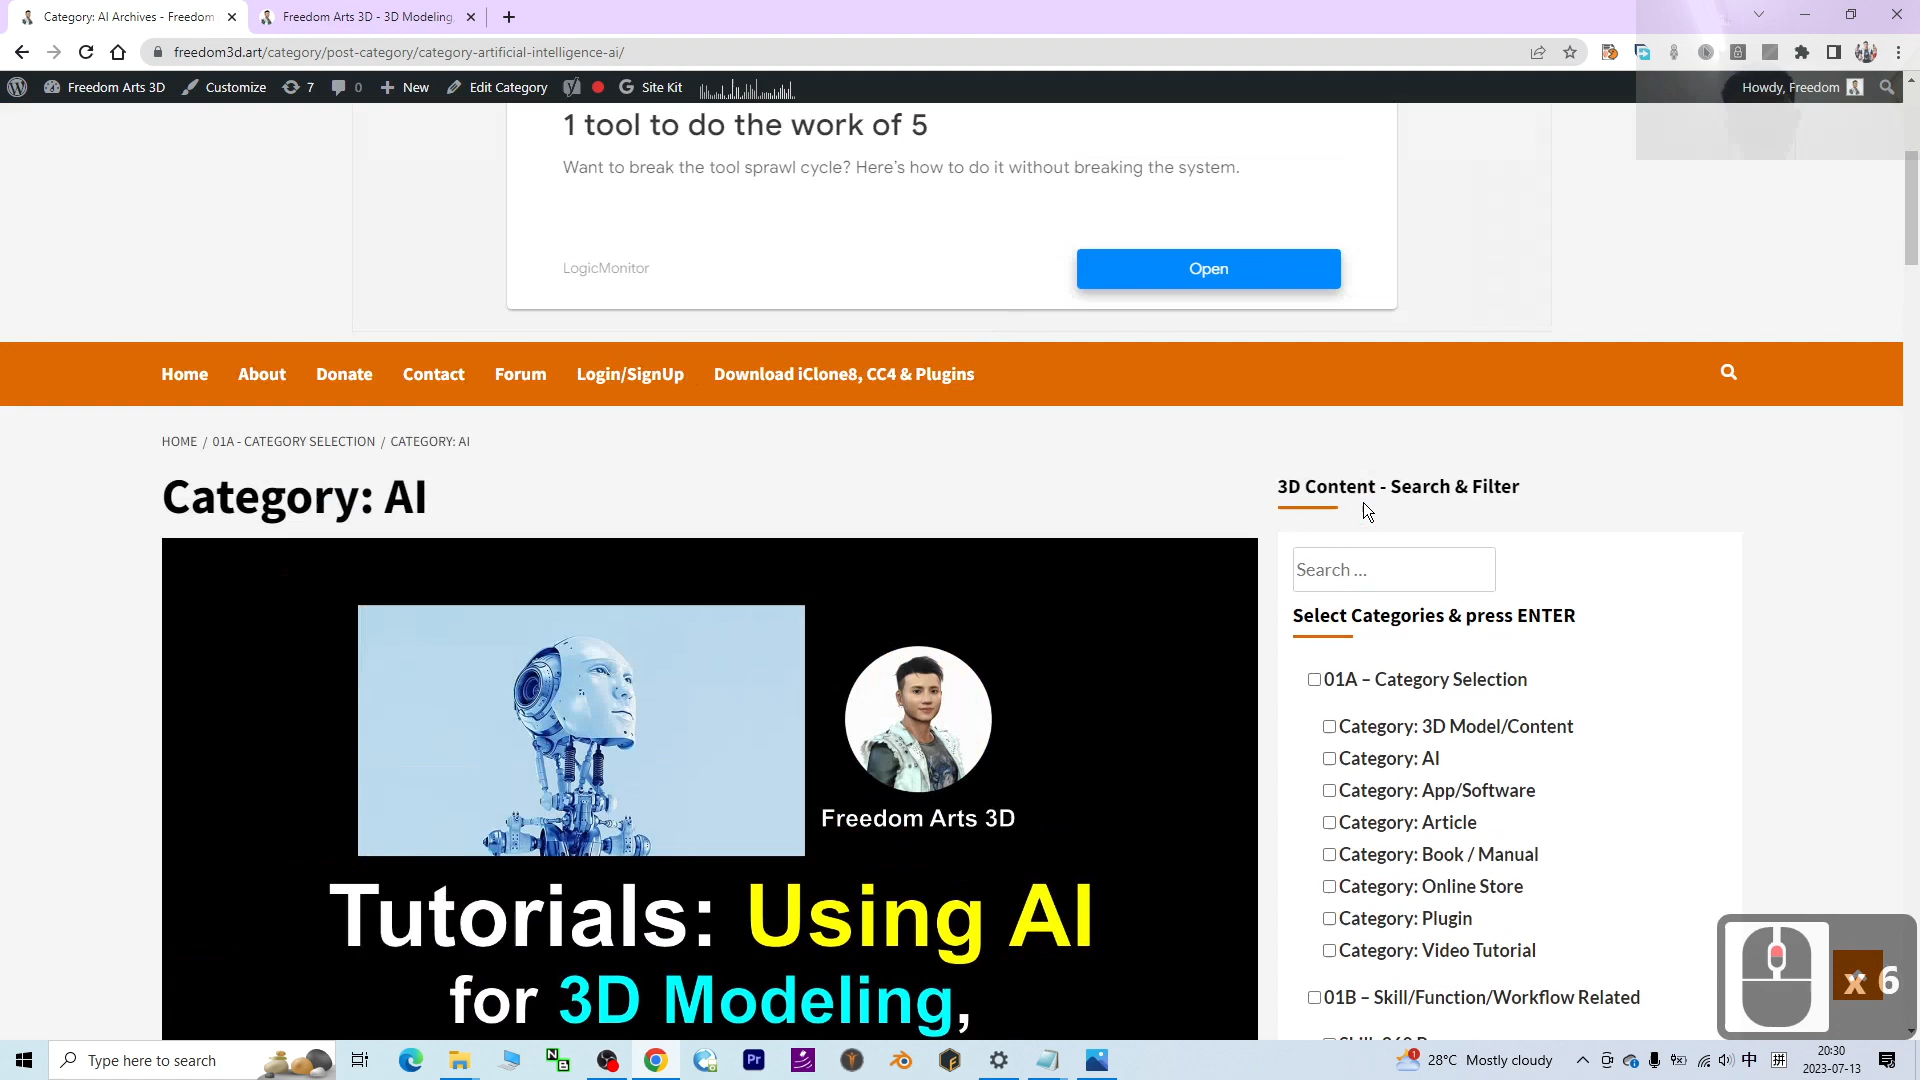 Category: AI Archives - Freedom
Freedom Arts 3D - 3D Modeling,
freedom3d.art/category/post-category/category-artificial-intelligence-ai/
Freedom Arts 3D
Customize
7
0
New
Edit Category
Site Kit
Howdy, Freedom
1 tool to do the work of 5
Want to break the tool sprawl cycle? Here's how to do it without breaking the system.
LogicMonitor
Open
Home
About
Donate
Contact
Forum
Login/SignUp
Download iClone8, CC4 & Plugins
HOME / 01A - CATEGORY SELECTION / CATEGORY: AI
Category: AI
Freedom Arts 3D
Tutorials: Using AI
for 3D Modeling,
3D Content - Search & Filter
Search …
Select Categories & press ENTER
01A – Category Selection
Category: 3D Model/Content
Category: AI
Category: App/Software
Category: Article
Category: Book / Manual
Category: Online Store
Category: Plugin
Category: Video Tutorial
01B – Skill/Function/Workflow Related
x 6
Type here to search
Pr
1
28°C Mostly cloudy
中
拼
20:30
2023-07-13